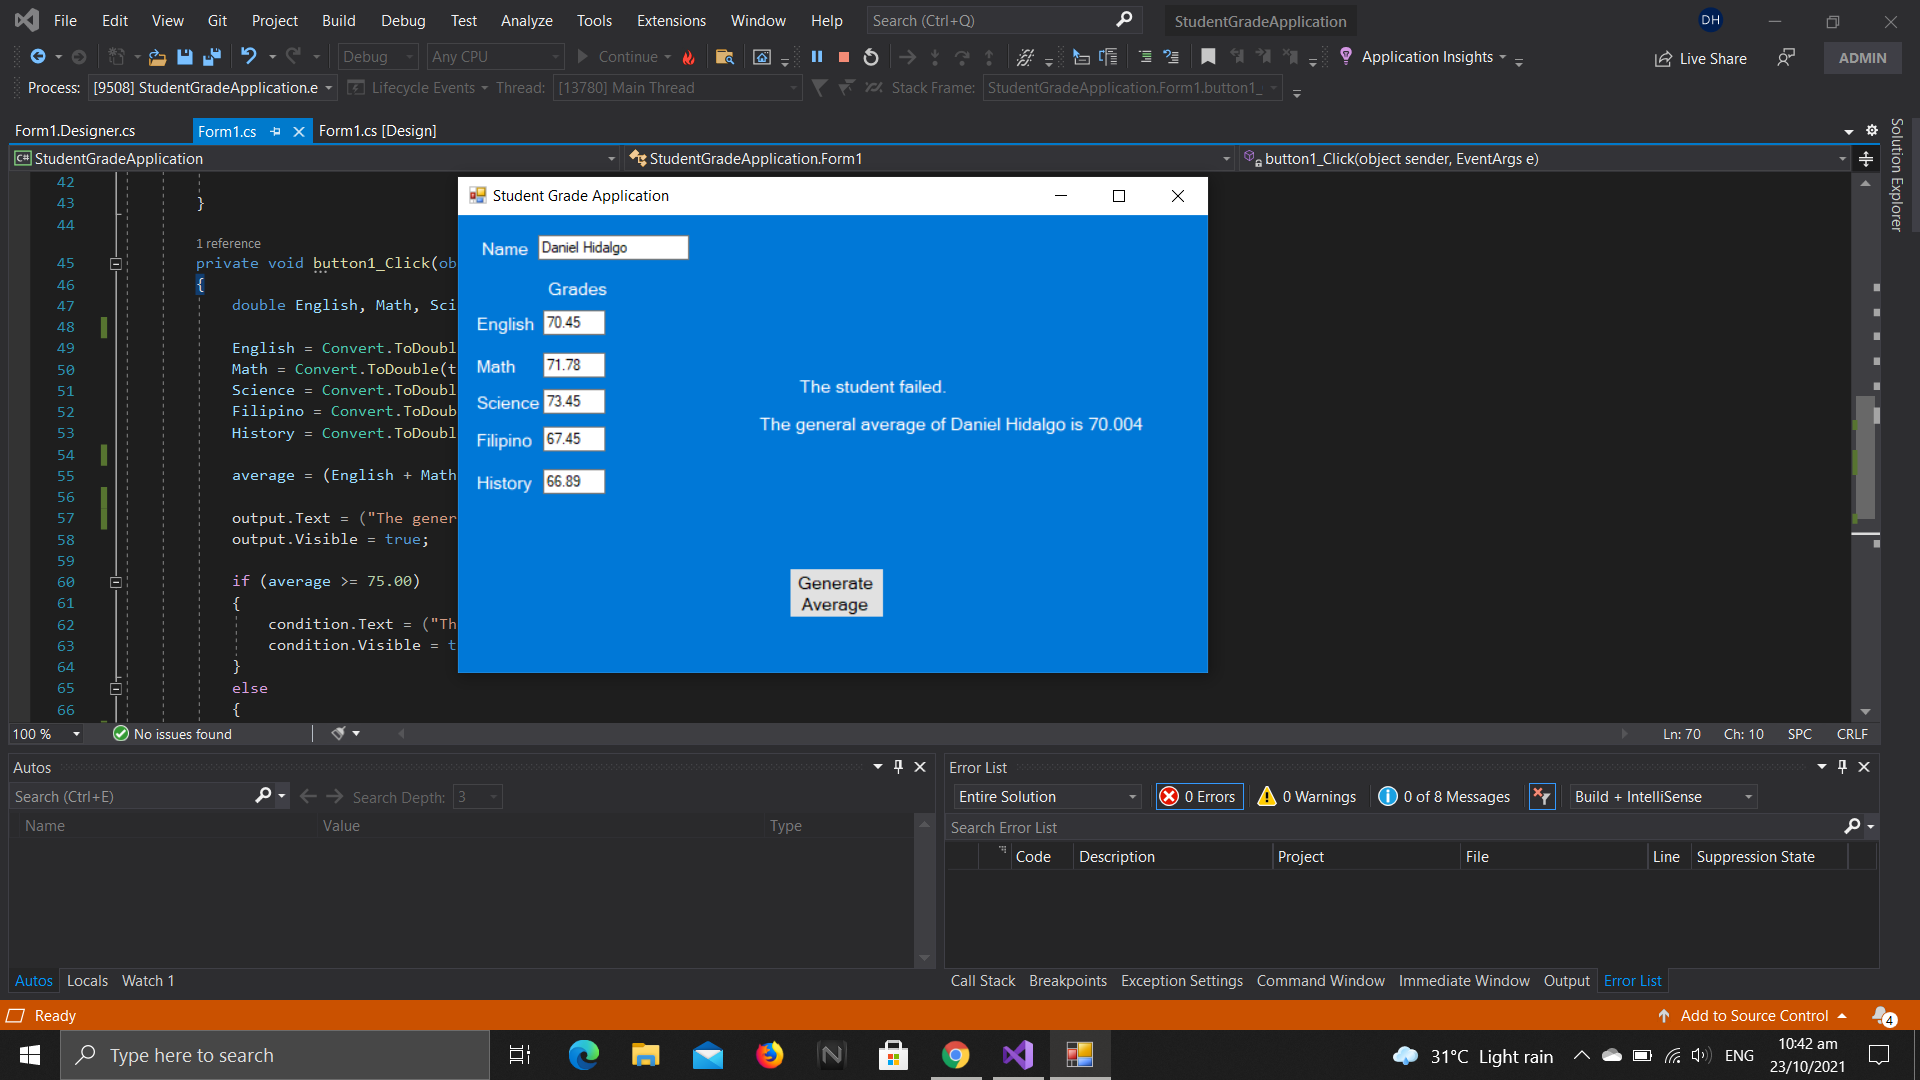 File Edit View Git Project Build Debug Test Analyze Tools Extensions Window Help Search (Ctrl+Q) StudentGradeApplication DH
Debug Any CPU Continue Application Insights Live Share ADMIN
Process: [9508] StudentGradeApplication.e Lifecycle Events Thread: [13780] Main Thread Stack Frame: StudentGradeApplication.Form1.button1_
Form1.Designer.cs Form1.cs Form1.cs [Design]
C# StudentGradeApplication StudentGradeApplication.Form1 button1_Click(object sender, EventArgs e)
Solution Explorer
42
43 }
44
1 reference
45 private void button1_Click(ob
46 {
47 double English, Math, Sci
48
49 English = Convert.ToDoubl
50 Math = Convert.ToDouble(t
51 Science = Convert.ToDoubl
52 Filipino = Convert.ToDoub
53 History = Convert.ToDoubl
54
55 average = (English + Math
56
57 output.Text = ("The gener
58 output.Visible = true;
59
60 if (average >= 75.00)
61 {
62 condition.Text = ("Th
63 condition.Visible = t
64 }
65 else
66 {
Student Grade Application
Name Daniel Hidalgo
Grades
English 70.45
Math 71.78
Science 73.45
Filipino 67.45
History 66.89
The student failed.
The general average of Daniel Hidalgo is 70.004
Generate
Average
100 % No issues found Ln: 70 Ch: 10 SPC CRLF
Autos
Search (Ctrl+E) Search Depth: 3
Name Value Type
Autos Locals Watch 1
Error List
Entire Solution 0 Errors 0 Warnings 0 of 8 Messages Build + IntelliSense
Search Error List
Code Description Project File Line Suppression State
Call Stack Breakpoints Exception Settings Command Window Immediate Window Output Error List
Ready Add to Source Control 4
Type here to search 31°C Light rain ENG 10:42 am
23/10/2021